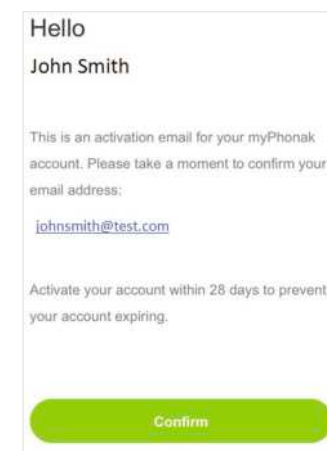 Hello
John Smith
This is an activation email for your myPhonak
account. Please take a moment to confirm your
email address:
johnsmith@test.com
Activate your account within 28 days to prevent
your account expiring.
Confirm